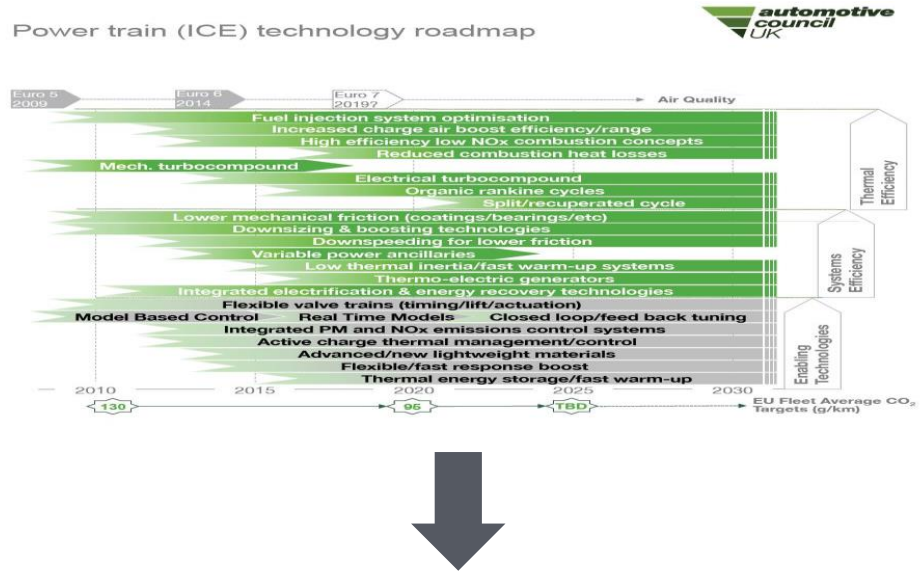 Power train (ICE) technology roadmap
automotive
council
UK
Euro 5
2009
Euro 6
2014
Euro 7
2019?
Air Quality
Fuel injection system optimisation
Increased charge air boost efficiency/range
High efficiency low NOx combustion concepts
Reduced combustion heat losses
Mech. turbocompound
Electrical turbocompound
Organic rankine cycles
Split/recuperated cycle
Thermal
Efficiency
Lower mechanical friction (coatings/bearings/etc)
Downsizing & boosting technologies
Downspeeding for lower friction
Variable power ancillaries
Low thermal inertia/fast warm-up systems
Thermo-electric generators
Integrated electrification & energy recovery technologies
Systems
Efficiency
Flexible valve trains (timing/lift/actuation)
Model Based Control Real Time Models Closed loop/feed back tuning
Integrated PM and NOx emissions control systems
Active charge thermal management/control
Advanced/new lightweight materials
Flexible/fast response boost
Thermal energy storage/fast warm-up
Enabling
Technologies
2010 2015 2020 2025 2030
130 95 TBD
EU Fleet Average CO2
Targets (g/km)